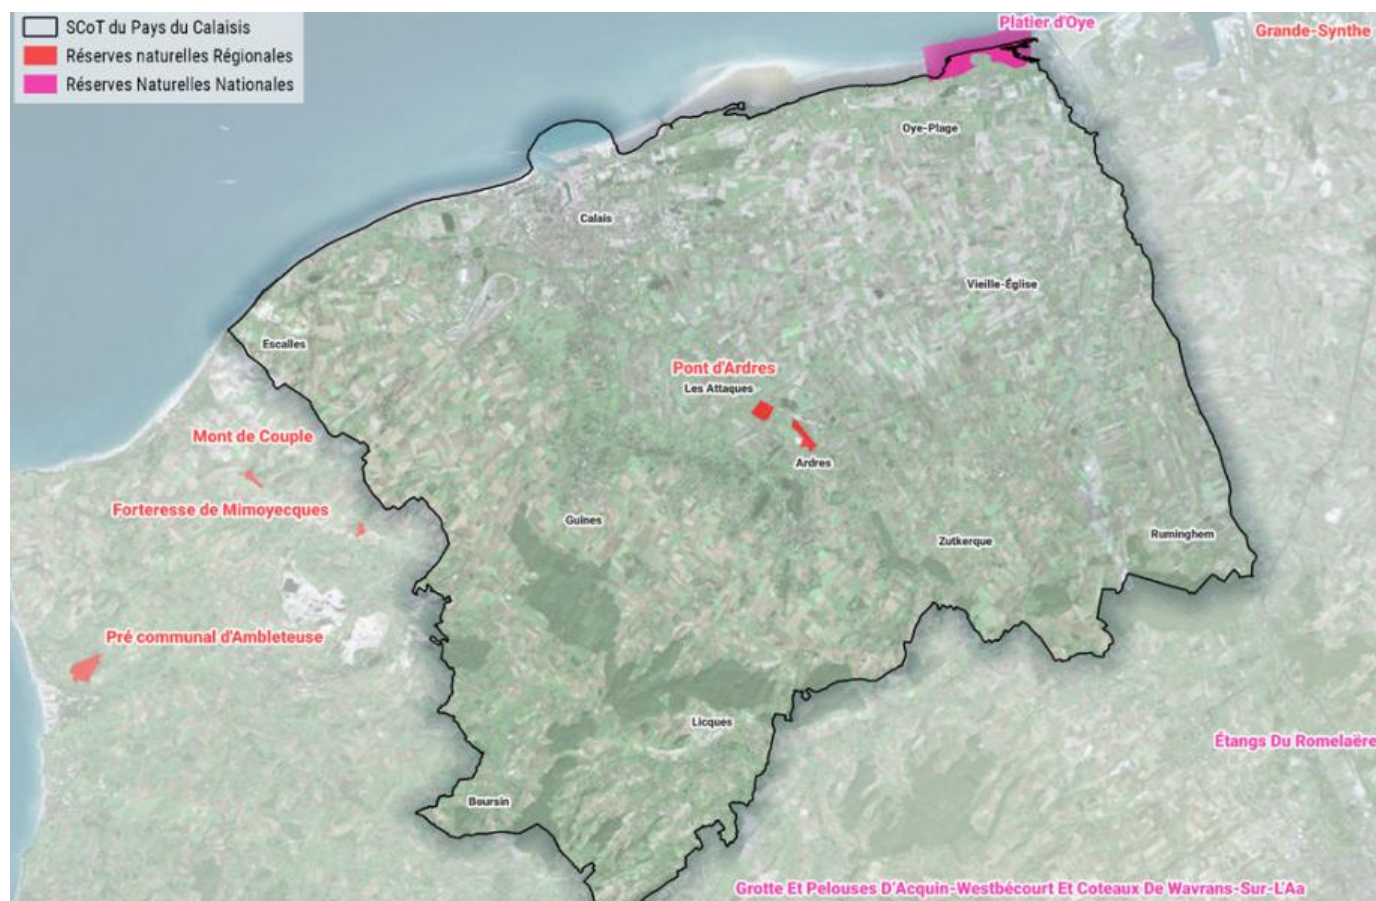 SCoT du Pays du Calaisis
Réserves naturelles Régionales
Réserves Naturelles Nationales
Platier d'Oye
Grande-Synthe
Oye-Plage
Calais
Vieille-Église
Escalles
Pont d'Ardres
Les Attaques
Mont de Couple
Ardres
Forteresse de Mimoyecques
Guînes
Zutkerque
Ruminghem
Pré communal d'Ambleteuse
Licques
Étangs Du Romelaëre
Boursin
Grotte Et Pelouses D'Acquin-Westbécourt Et Coteaux De Wavrans-Sur-L'Aa